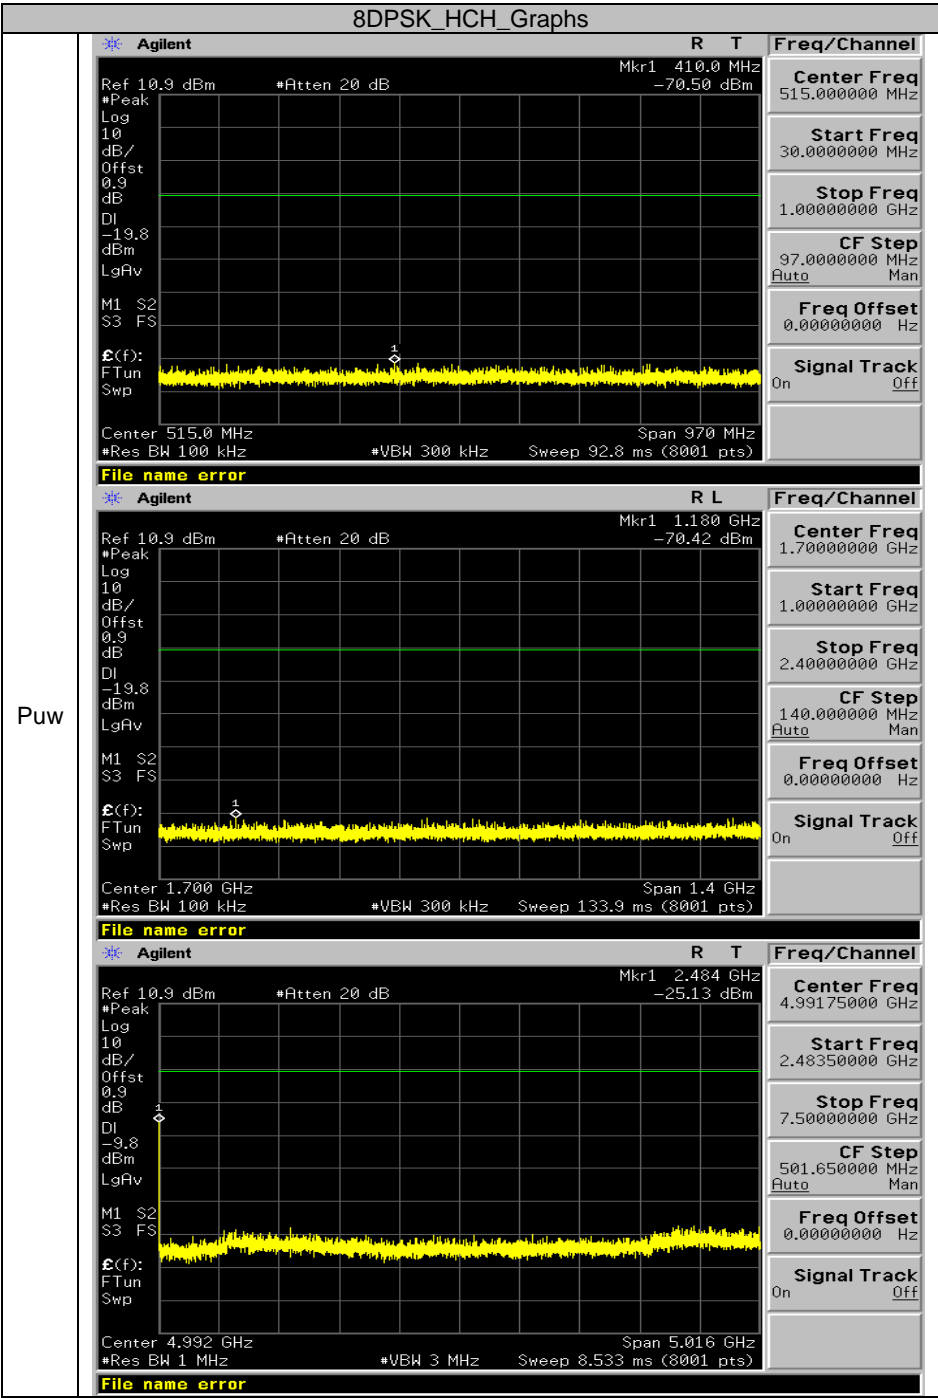 8DPSK_HCH_Graphs
Puw
Agilent R T Freq/Channel
Mkr1 410.0 MHz
Ref 10.9 dBm #Atten 20 dB -70.50 dBm
#Peak
Log
10
dB/
Offst
0.9
dB
DI
-19.8
dBm
LgAv
M1 S2
S3 FS
£(f):
FTun
Swp
1
Center 515.0 MHz Span 970 MHz
#Res BW 100 kHz #VBW 300 kHz Sweep 92.8 ms (8001 pts)
File name error
Center Freq
515.000000 MHz
Start Freq
30.0000000 MHz
Stop Freq
1.00000000 GHz
CF Step
97.0000000 MHz
Auto Man
Freq Offset
0.00000000 Hz
Signal Track
On Off
Agilent R L Freq/Channel
Mkr1 1.180 GHz
Ref 10.9 dBm #Atten 20 dB -70.42 dBm
#Peak
Log
10
dB/
Offst
0.9
dB
DI
-19.8
dBm
LgAv
M1 S2
S3 FS
£(f):
FTun
Swp
1
Center 1.700 GHz Span 1.4 GHz
#Res BW 100 kHz #VBW 300 kHz Sweep 133.9 ms (8001 pts)
File name error
Center Freq
1.70000000 GHz
Start Freq
1.00000000 GHz
Stop Freq
2.40000000 GHz
CF Step
140.000000 MHz
Auto Man
Freq Offset
0.00000000 Hz
Signal Track
On Off
Agilent R T Freq/Channel
Mkr1 2.484 GHz
Ref 10.9 dBm #Atten 20 dB -25.13 dBm
#Peak
Log
10
dB/
Offst
0.9
dB
DI
-9.8
dBm
LgAv
M1 S2
S3 FS
£(f):
FTun
Swp
1
Center 4.992 GHz Span 5.016 GHz
#Res BW 1 MHz #VBW 3 MHz Sweep 8.533 ms (8001 pts)
File name error
Center Freq
4.99175000 GHz
Start Freq
2.48350000 GHz
Stop Freq
7.50000000 GHz
CF Step
501.650000 MHz
Auto Man
Freq Offset
0.00000000 Hz
Signal Track
On Off